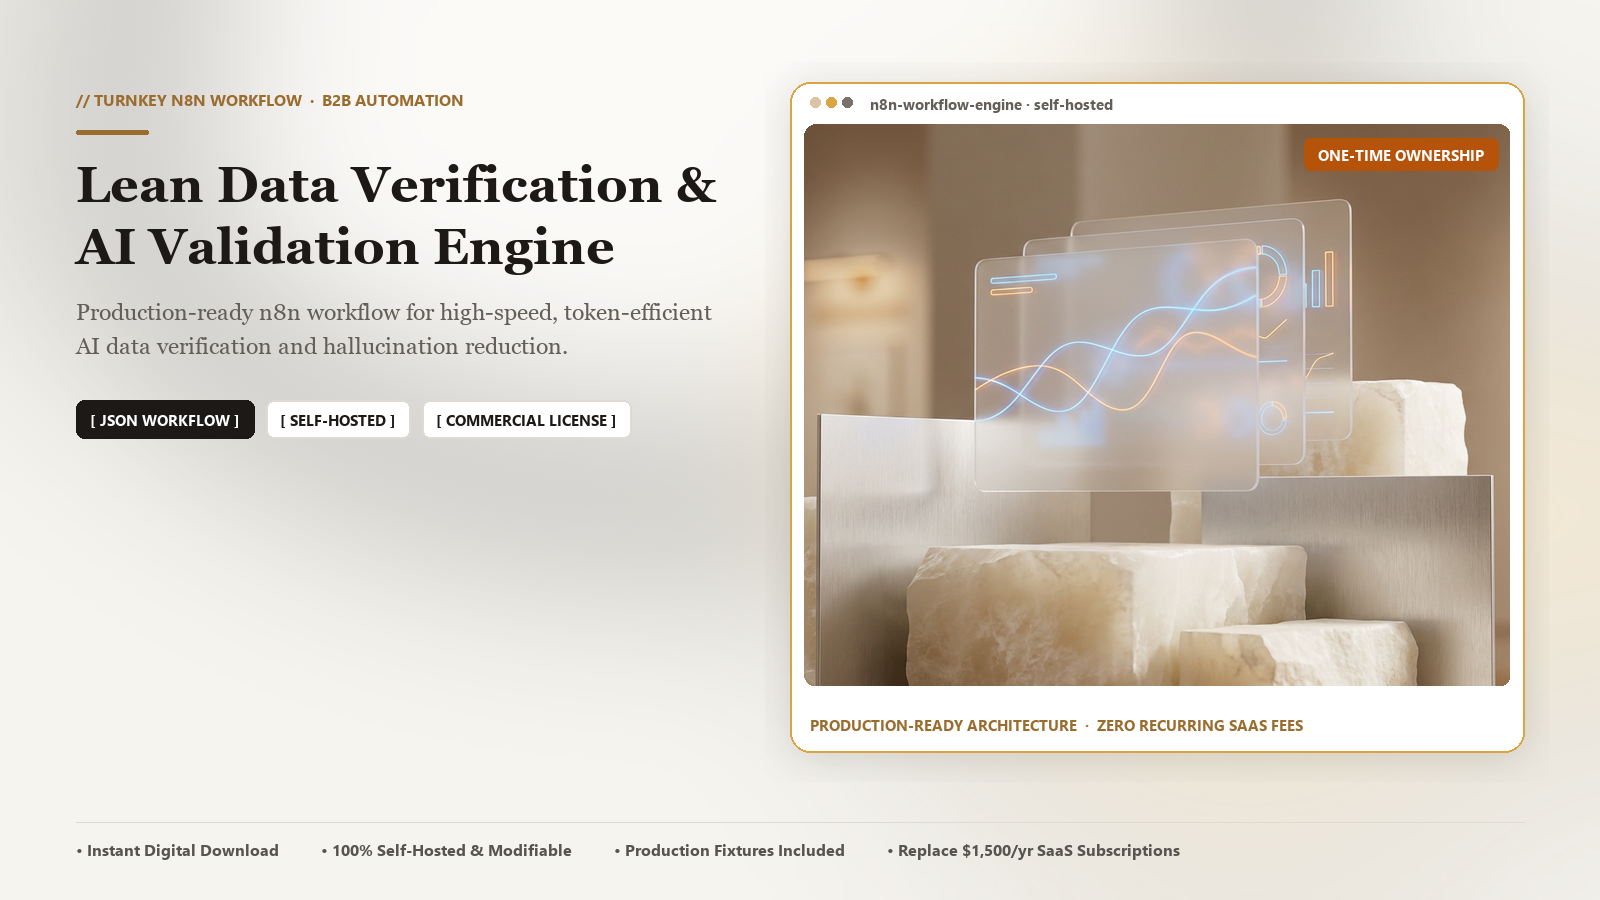 // TURNKEY N8N WORKFLOW · B2B AUTOMATION
Lean Data Verification &
AI Validation Engine
Production-ready n8n workflow for high-speed, token-efficient
AI data verification and hallucination reduction.
[ JSON WORKFLOW ]
[ SELF-HOSTED ]
[ COMMERCIAL LICENSE ]
n8n-workflow-engine · self-hosted
ONE-TIME OWNERSHIP
PRODUCTION-READY ARCHITECTURE · ZERO RECURRING SAAS FEES
• Instant Digital Download
• 100% Self-Hosted & Modifiable
• Production Fixtures Included
• Replace $1,500/yr SaaS Subscriptions